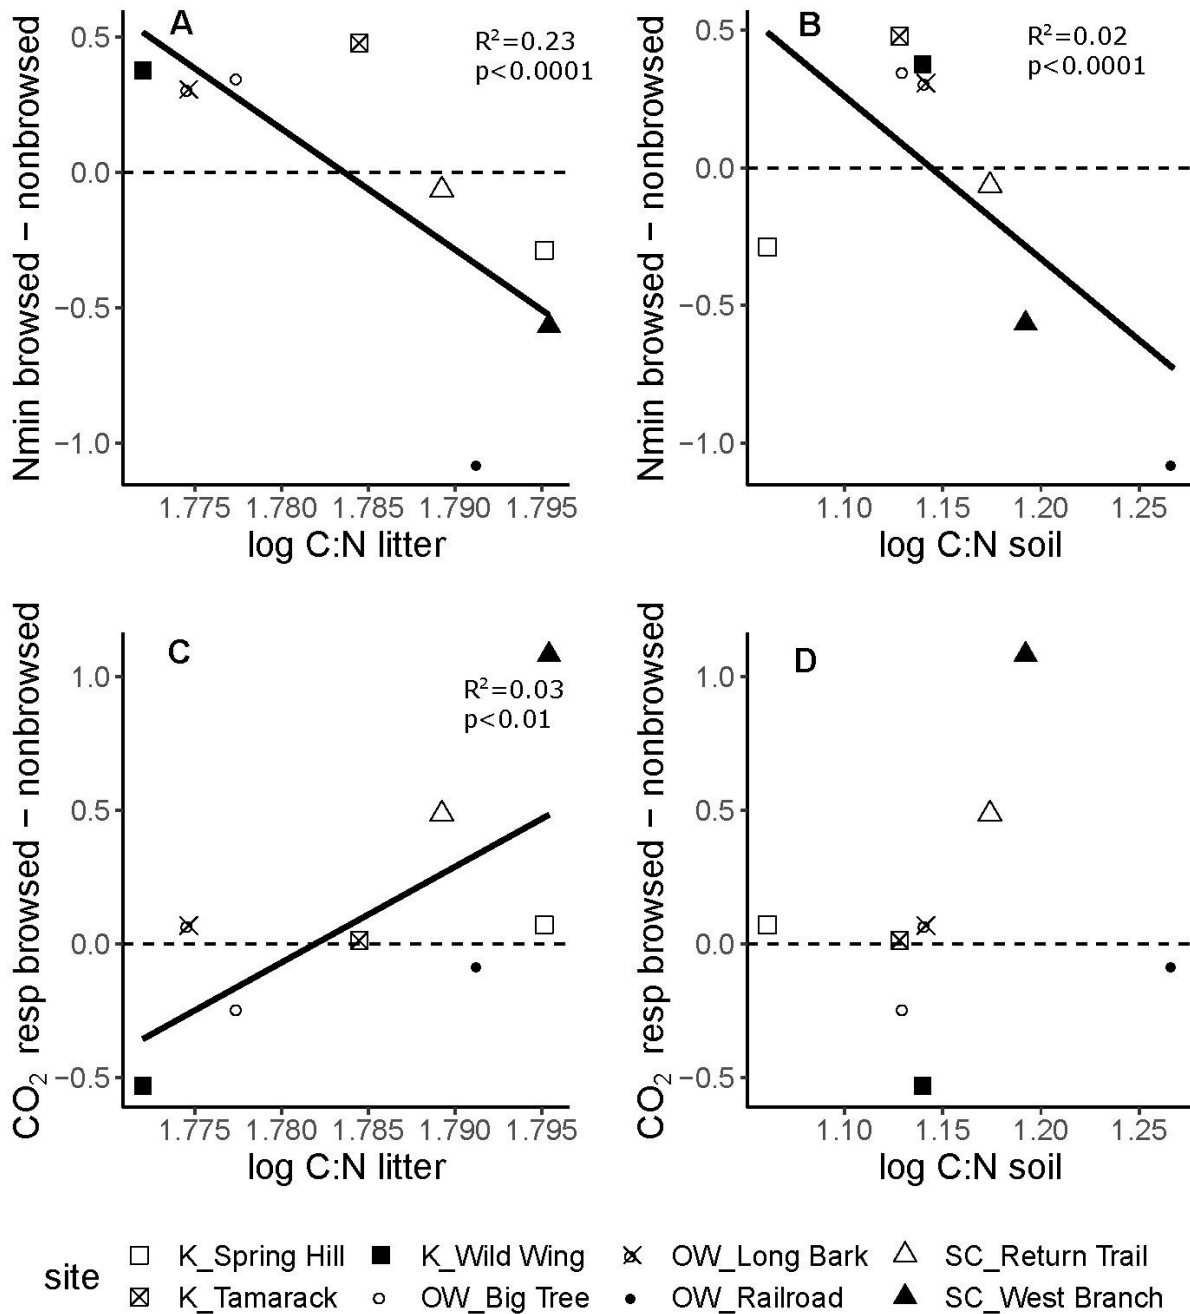 A
R²=0.23
p<0.0001
0.5
0.0
−0.5
−1.0
Nmin browsed − nonbrowsed
1.775 1.780 1.785 1.790 1.795
log C:N litter
B
R²=0.02
p<0.0001
0.5
0.0
−0.5
−1.0
Nmin browsed − nonbrowsed
1.10 1.15 1.20 1.25
log C:N soil
C
R²=0.03
p<0.01
1.0
0.5
0.0
−0.5
CO₂ resp browsed − nonbrowsed
1.775 1.780 1.785 1.790 1.795
log C:N litter
D
1.0
0.5
0.0
−0.5
CO₂ resp browsed − nonbrowsed
1.10 1.15 1.20 1.25
log C:N soil
site
K_Spring Hill K_Wild Wing OW_Long Bark SC_Return Trail
K_Tamarack OW_Big Tree OW_Railroad SC_West Branch